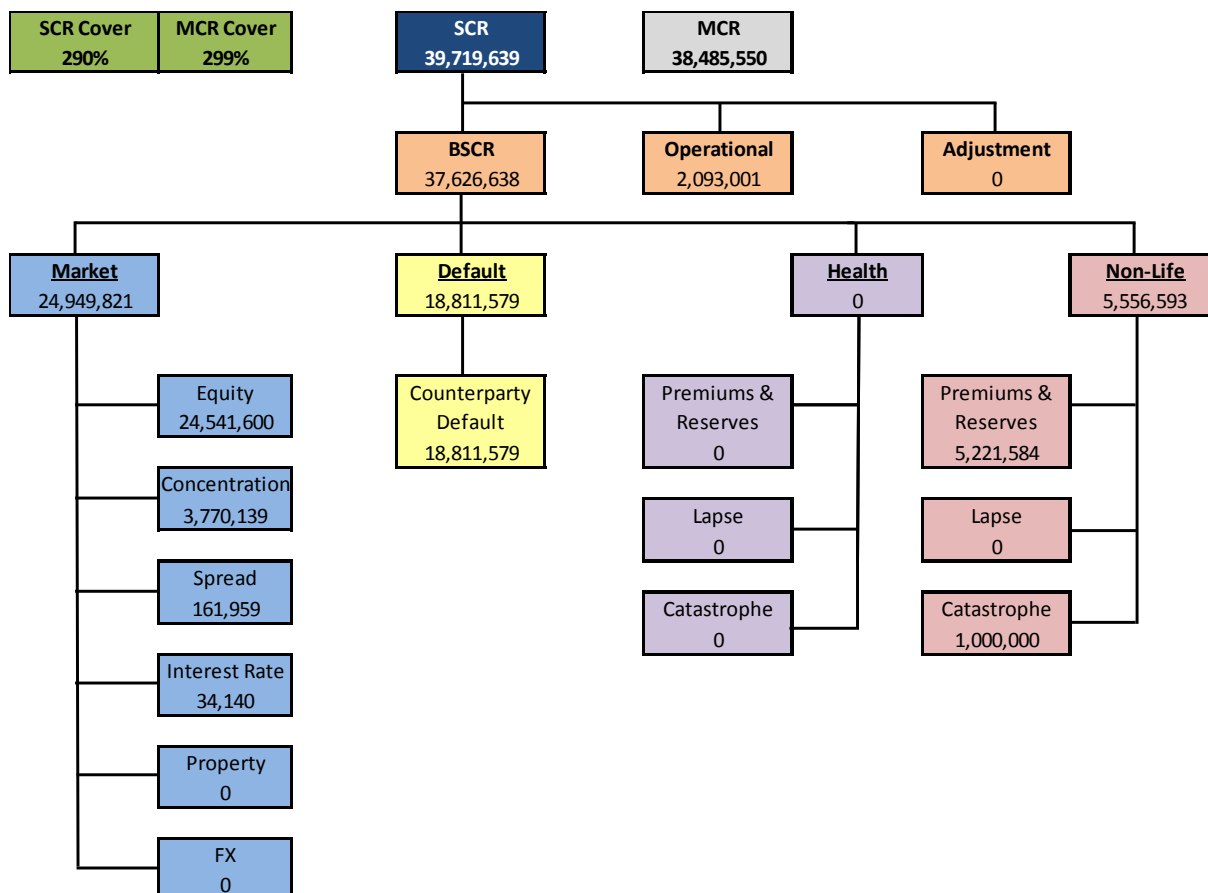 SCR Cover
290%
MCR Cover
299%
SCR
39,719,639
MCR
38,485,550
BSCR
37,626,638
Operational
2,093,001
Adjustment
0
Market
24,949,821
Default
18,811,579
Health
0
Non-Life
5,556,593
Equity
24,541,600
Concentration
3,770,139
Spread
161,959
Interest Rate
34,140
Property
0
FX
0
Counterparty
Default
18,811,579
Premiums &
Reserves
0
Lapse
0
Catastrophe
0
Premiums &
Reserves
5,221,584
Lapse
0
Catastrophe
1,000,000